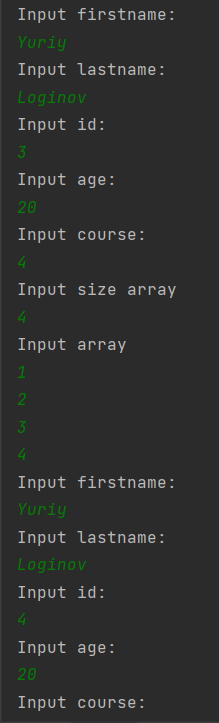 Input firstname:
Yuriy
Input lastname:
Loginov
Input id:
3
Input age:
20
Input course:
4
Input size array
4
Input array
1
2
3
4
Input firstname:
Yuriy
Input lastname:
Loginov
Input id:
4
Input age:
20
Input course: